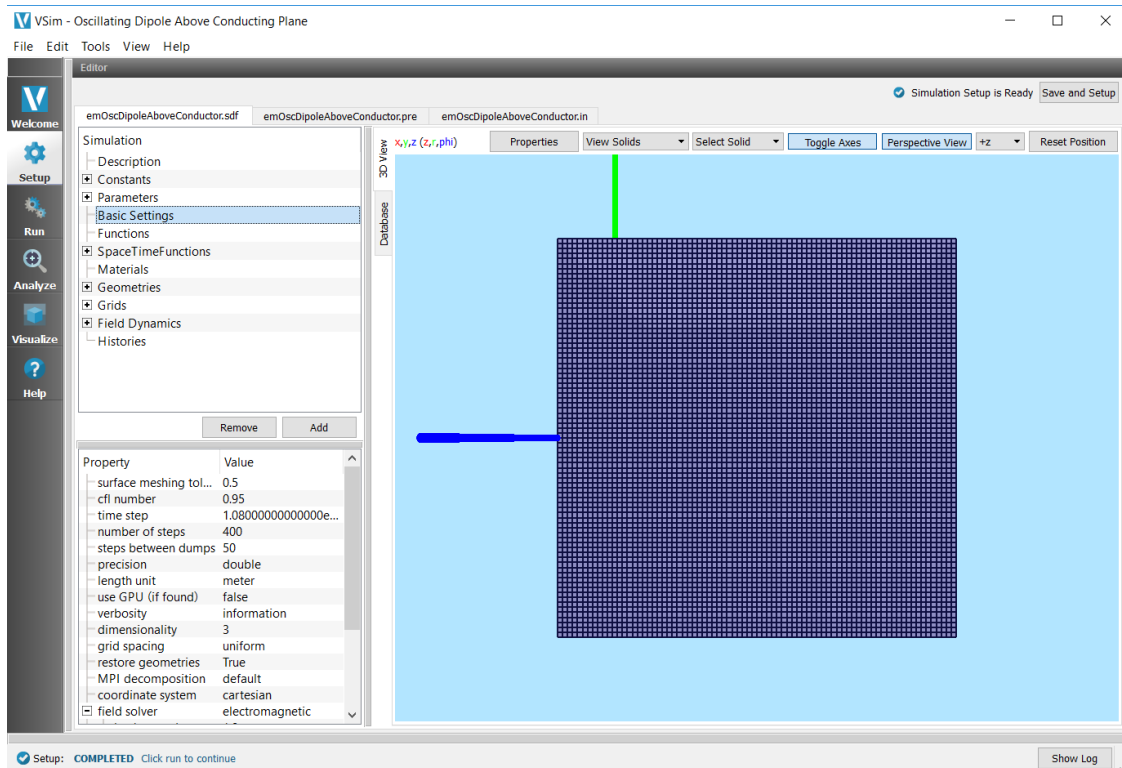 VSim - Oscillating Dipole Above Conducting Plane
File Edit Tools View Help
Editor
Simulation Setup is Ready Save and Setup
Welcome
Setup
Run
Analyze
Visualize
Help
emOscDipoleAboveConductor.sdf emOscDipoleAboveConductor.pre emOscDipoleAboveConductor.in
Simulation
Description
Constants
Parameters
Basic Settings
Functions
SpaceTimeFunctions
Materials
Geometries
Grids
Field Dynamics
Histories
Remove Add
Property Value
surface meshing tol... 0.5
cfl number 0.95
time step 1.08000000000000e...
number of steps 400
steps between dumps 50
precision double
length unit meter
use GPU (if found) false
verbosity information
dimensionality 3
grid spacing uniform
restore geometries True
MPI decomposition default
coordinate system cartesian
field solver electromagnetic
3D View
Database
x,y,z (z,r,phi) Properties View Solids Select Solid Toggle Axes Perspective View +z Reset Position
Setup: COMPLETED Click run to continue Show Log